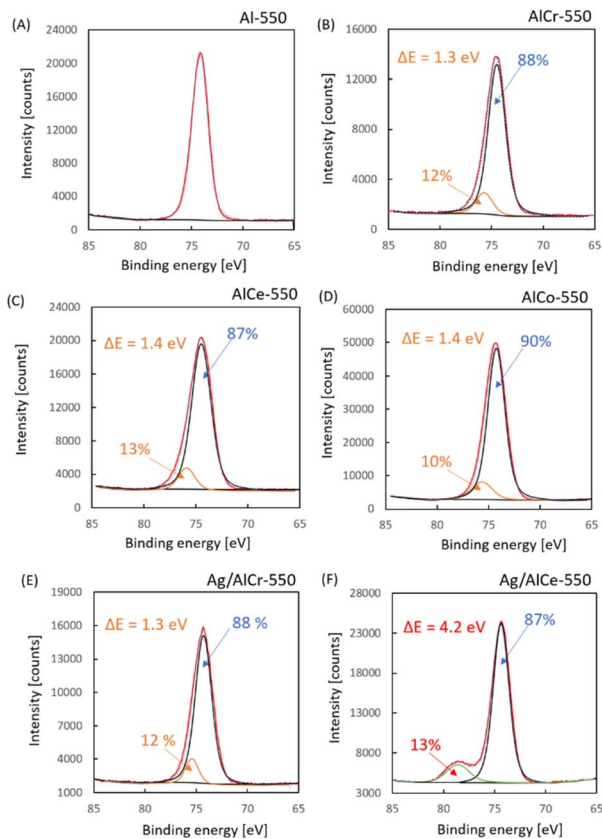 (A) Al-550
24000
20000
16000
12000
8000
4000
0
85 80 75 70 65
Intensity [counts]
Binding energy [eV]
(B) AlCr-550
16000
12000
8000
4000
0
85 80 75 70 65
Intensity [counts]
Binding energy [eV]
ΔE = 1.3 eV
88%
12%
(C) AlCe-550
24000
20000
16000
12000
8000
4000
0
85 80 75 70 65
Intensity [counts]
Binding energy [eV]
ΔE = 1.4 eV
87%
13%
(D) AlCo-550
60000
50000
40000
30000
20000
10000
0
85 80 75 70 65
Intensity [counts]
Binding energy [eV]
ΔE = 1.4 eV
90%
10%
(E) Ag/AlCr-550
19000
16000
13000
10000
7000
4000
1000
85 80 75 70 65
Intensity [counts]
Binding energy [eV]
ΔE = 1.3 eV
88 %
12 %
(F) Ag/AlCe-550
28000
23000
18000
13000
8000
3000
85 80 75 70 65
Intensity [counts]
Binding energy [eV]
ΔE = 4.2 eV
87%
13%